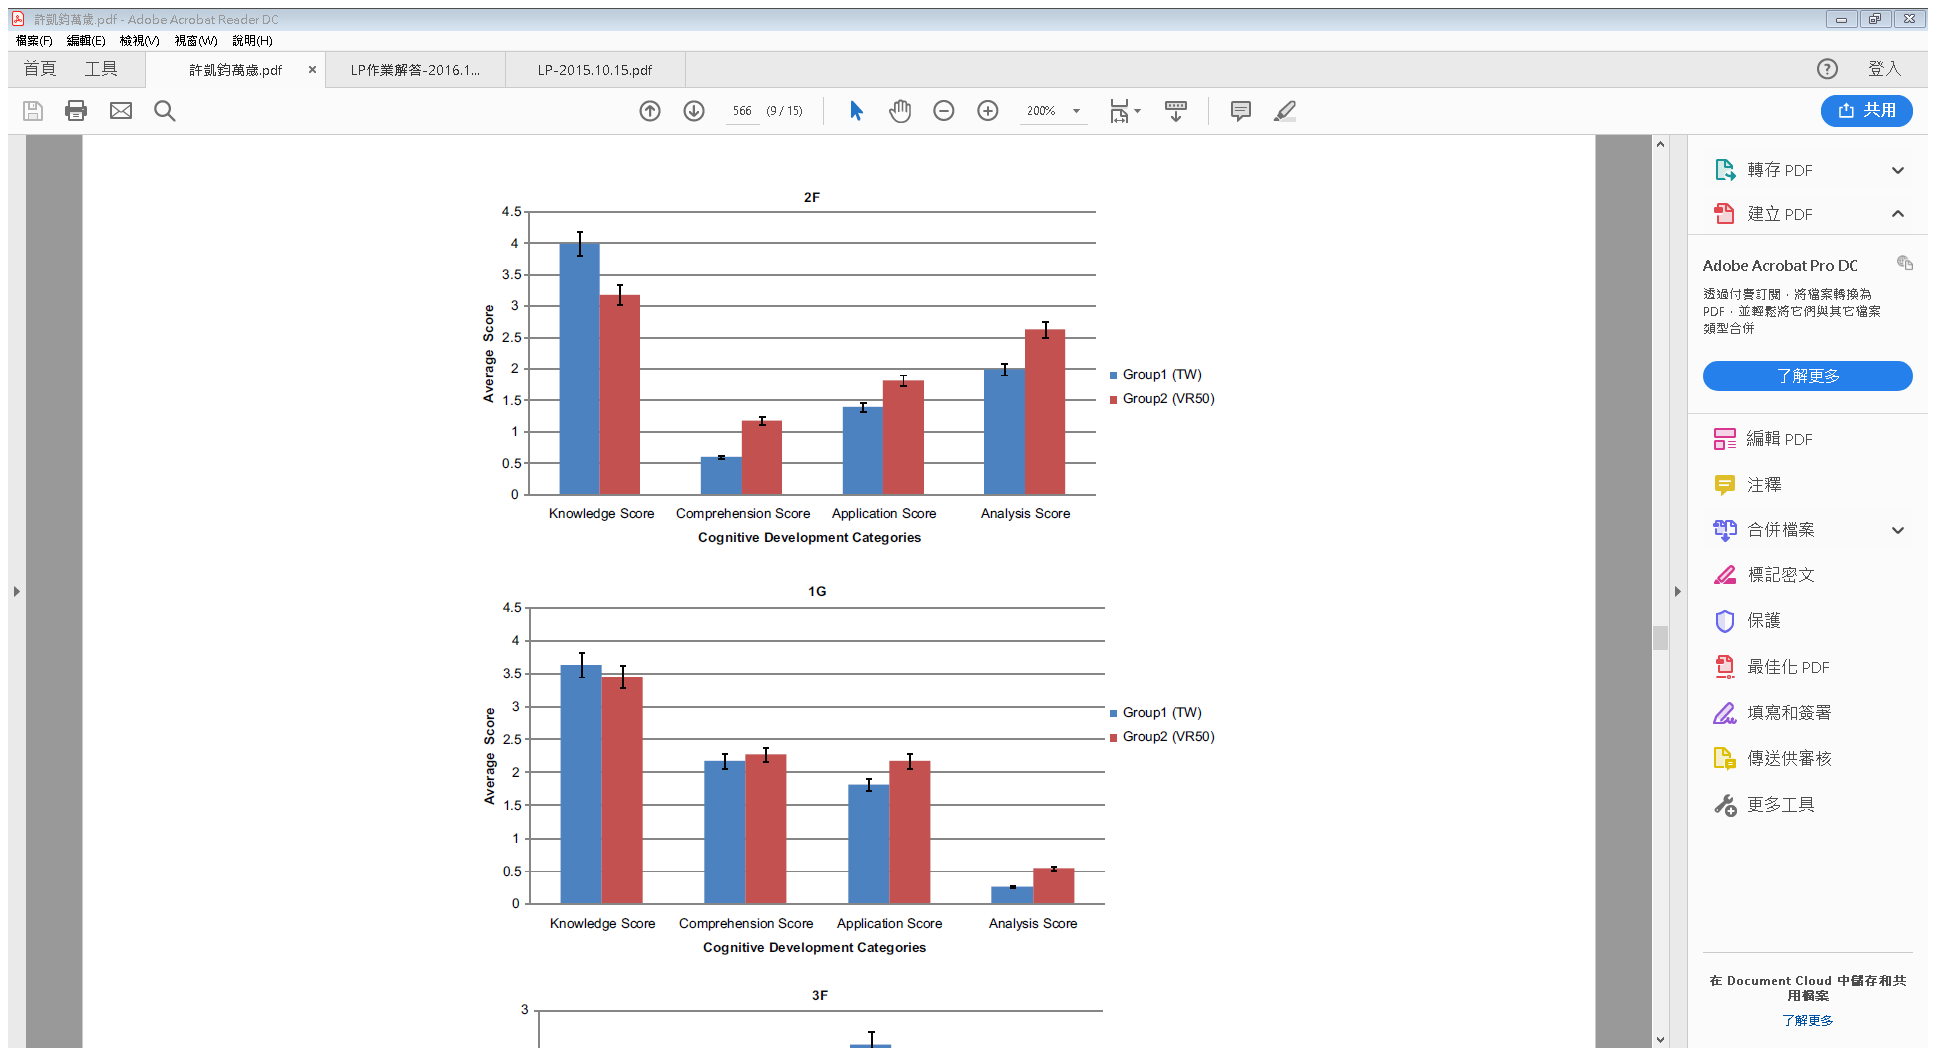 許凱鈞萬歲.pdf - Adobe Acrobat Reader DC
檔案(F) 編輯(E) 檢視(V) 視窗(W) 說明(H)
首頁 工具 許凱鈞萬歲.pdf × LP作業解答-2016.1... LP-2015.10.15.pdf 登入
566 (9 / 15) 200% 共用
2F
4.5
4
3.5
3
2.5
2
1.5
1
0.5
0
Average Score
Knowledge Score Comprehension Score Application Score Analysis Score
Cognitive Development Categories
Group1 (TW)
Group2 (VR50)
1G
4.5
4
3.5
3
2.5
2
1.5
1
0.5
0
Average Score
Knowledge Score Comprehension Score Application Score Analysis Score
Cognitive Development Categories
Group1 (TW)
Group2 (VR50)
3F
3
轉存 PDF
建立 PDF
Adobe Acrobat Pro DC
透過付費訂閱，將檔案轉換為
PDF，並輕鬆將它們與其它檔案
類型合併
了解更多
編輯 PDF
注釋
合併檔案
標記密文
保護
最佳化 PDF
填寫和簽署
傳送供審核
更多工具
在 Document Cloud 中儲存和共
用檔案
了解更多